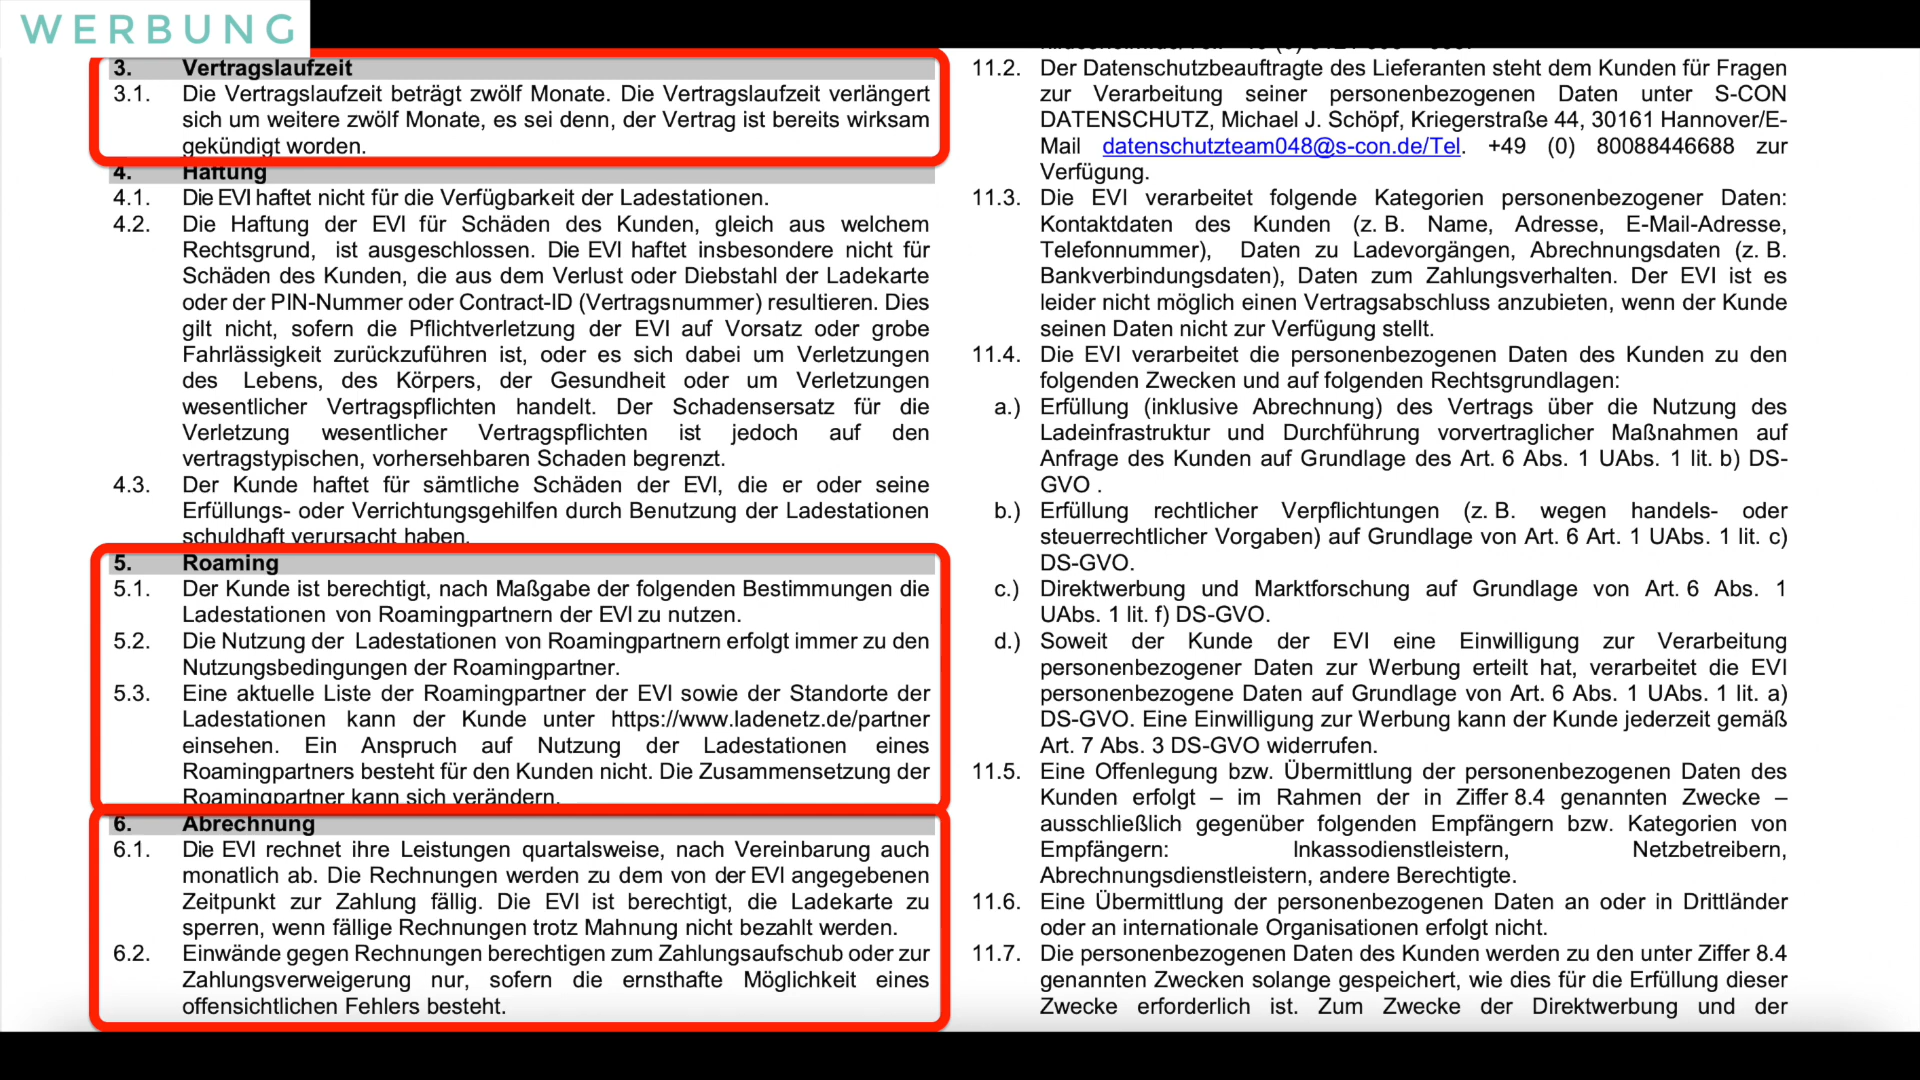 WERBUNG
3. Vertragslaufzeit
3.1. Die Vertragslaufzeit beträgt zwölf Monate. Die Vertragslaufzeit verlängert
sich um weitere zwölf Monate, es sei denn, der Vertrag ist bereits wirksam
gekündigt worden.
4. Haftung
4.1. Die EVI haftet nicht für die Verfügbarkeit der Ladestationen.
4.2. Die Haftung der EVI für Schäden des Kunden, gleich aus welchem
Rechtsgrund, ist ausgeschlossen. Die EVI haftet insbesondere nicht für
Schäden des Kunden, die aus dem Verlust oder Diebstahl der Ladekarte
oder der PIN-Nummer oder Contract-ID (Vertragsnummer) resultieren. Dies
gilt nicht, sofern die Pflichtverletzung der EVI auf Vorsatz oder grobe
Fahrlässigkeit zurückzuführen ist, oder es sich dabei um Verletzungen
des Lebens, des Körpers, der Gesundheit oder um Verletzungen
wesentlicher Vertragspflichten handelt. Der Schadensersatz für die
Verletzung wesentlicher Vertragspflichten ist jedoch auf den
vertragstypischen, vorhersehbaren Schaden begrenzt.
4.3. Der Kunde haftet für sämtliche Schäden der EVI, die er oder seine
Erfüllungs- oder Verrichtungsgehilfen durch Benutzung der Ladestationen
schuldhaft verursacht haben.
5. Roaming
5.1. Der Kunde ist berechtigt, nach Maßgabe der folgenden Bestimmungen die
Ladestationen von Roamingpartnern der EVI zu nutzen.
5.2. Die Nutzung der Ladestationen von Roamingpartnern erfolgt immer zu den
Nutzungsbedingungen der Roamingpartner.
5.3. Eine aktuelle Liste der Roamingpartner der EVI sowie der Standorte der
Ladestationen kann der Kunde unter https://www.ladenetz.de/partner
einsehen. Ein Anspruch auf Nutzung der Ladestationen eines
Roamingpartners besteht für den Kunden nicht. Die Zusammensetzung der
Roamingpartner kann sich verändern.
6. Abrechnung
6.1. Die EVI rechnet ihre Leistungen quartalsweise, nach Vereinbarung auch
monatlich ab. Die Rechnungen werden zu dem von der EVI angegebenen
Zeitpunkt zur Zahlung fällig. Die EVI ist berechtigt, die Ladekarte zu
sperren, wenn fällige Rechnungen trotz Mahnung nicht bezahlt werden.
6.2. Einwände gegen Rechnungen berechtigen zum Zahlungsaufschub oder zur
Zahlungsverweigerung nur, sofern die ernsthafte Möglichkeit eines
offensichtlichen Fehlers besteht.
11.2. Der Datenschutzbeauftragte des Lieferanten steht dem Kunden für Fragen
zur Verarbeitung seiner personenbezogenen Daten unter S-CON
DATENSCHUTZ, Michael J. Schöpf, Kriegerstraße 44, 30161 Hannover/E-
Mail datenschutzteam048@s-con.de/Tel. +49 (0) 80088446688 zur
Verfügung.
11.3. Die EVI verarbeitet folgende Kategorien personenbezogener Daten:
Kontaktdaten des Kunden (z. B. Name, Adresse, E-Mail-Adresse,
Telefonnummer), Daten zu Ladevorgängen, Abrechnungsdaten (z. B.
Bankverbindungsdaten), Daten zum Zahlungsverhalten. Der EVI ist es
leider nicht möglich einen Vertragsabschluss anzubieten, wenn der Kunde
seinen Daten nicht zur Verfügung stellt.
11.4. Die EVI verarbeitet die personenbezogenen Daten des Kunden zu den
folgenden Zwecken und auf folgenden Rechtsgrundlagen:
a.) Erfüllung (inklusive Abrechnung) des Vertrags über die Nutzung des
Ladeinfrastruktur und Durchführung vorvertraglicher Maßnahmen auf
Anfrage des Kunden auf Grundlage des Art. 6 Abs. 1 UAbs. 1 lit. b) DS-
GVO .
b.) Erfüllung rechtlicher Verpflichtungen (z. B. wegen handels- oder
steuerrechtlicher Vorgaben) auf Grundlage von Art. 6 Art. 1 UAbs. 1 lit. c)
DS-GVO.
c.) Direktwerbung und Marktforschung auf Grundlage von Art. 6 Abs. 1
UAbs. 1 lit. f) DS-GVO.
d.) Soweit der Kunde der EVI eine Einwilligung zur Verarbeitung
personenbezogener Daten zur Werbung erteilt hat, verarbeitet die EVI
personenbezogene Daten auf Grundlage von Art. 6 Abs. 1 UAbs. 1 lit. a)
DS-GVO. Eine Einwilligung zur Werbung kann der Kunde jederzeit gemäß
Art. 7 Abs. 3 DS-GVO widerrufen.
11.5. Eine Offenlegung bzw. Übermittlung der personenbezogenen Daten des
Kunden erfolgt – im Rahmen der in Ziffer 8.4 genannten Zwecke –
ausschließlich gegenüber folgenden Empfängern bzw. Kategorien von
Empfängern: Inkassodienstleistern, Netzbetreibern,
Abrechnungsdienstleistern, andere Berechtigte.
11.6. Eine Übermittlung der personenbezogenen Daten an oder in Drittländer
oder an internationale Organisationen erfolgt nicht.
11.7. Die personenbezogenen Daten des Kunden werden zu den unter Ziffer 8.4
genannten Zwecken solange gespeichert, wie dies für die Erfüllung dieser
Zwecke erforderlich ist. Zum Zwecke der Direktwerbung und der